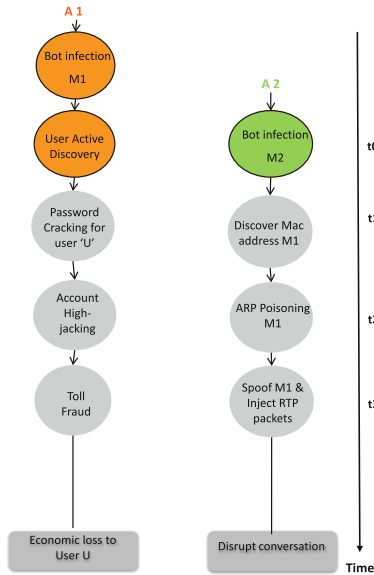 A 1
Bot infection
M1
User Active
Discovery
Password
Cracking for
user ‘U’
Account
High-
jacking
Toll
Fraud
Economic loss to
User U
A 2
Bot infection
M2
Discover Mac
address M1
ARP Poisoning
M1
Spoof M1 &
Inject RTP
packets
Disrupt conversation
Time